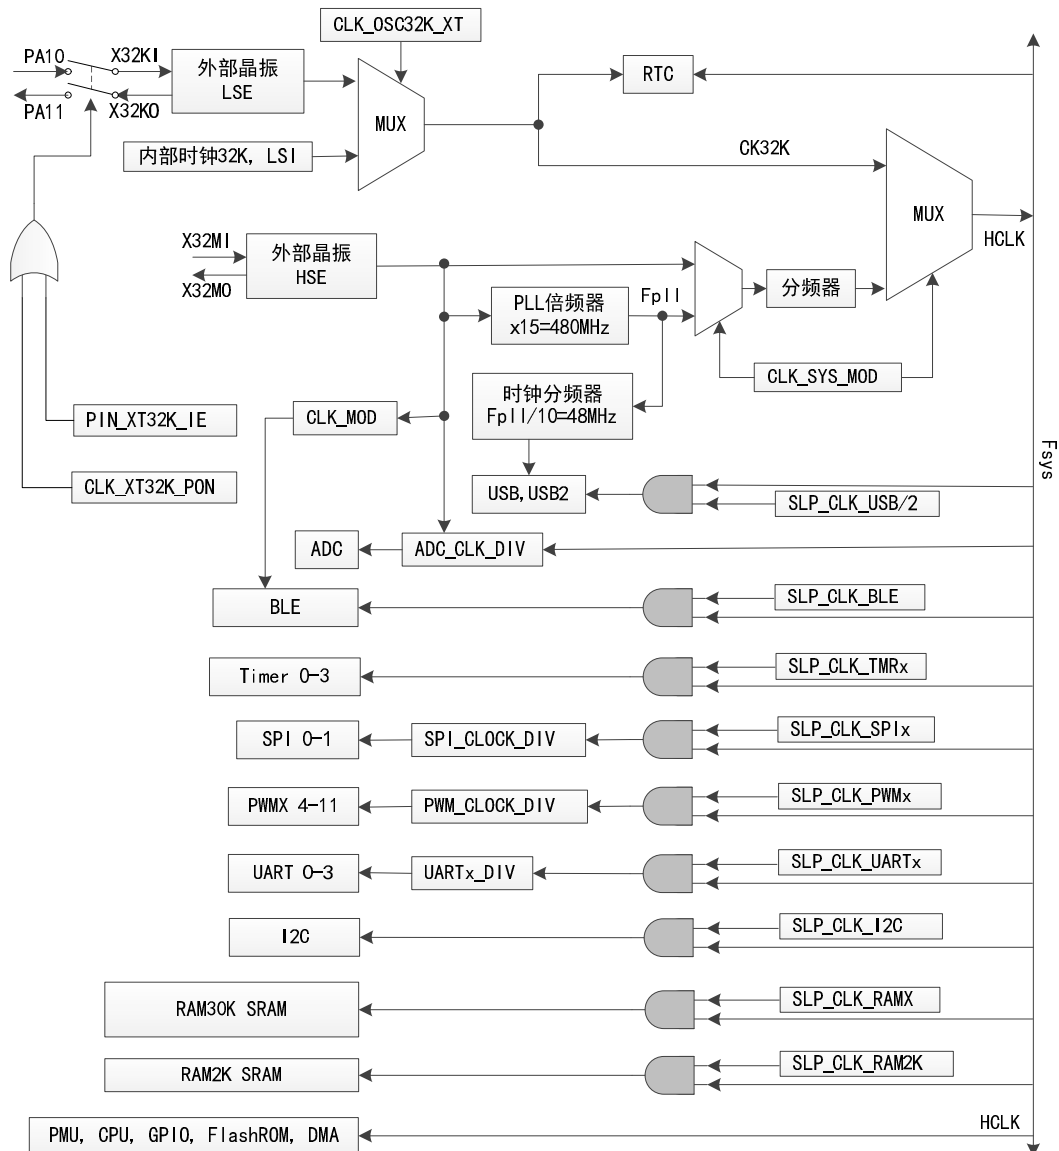 CLK_OSC32K_XT
PA10
X32KI
外部晶振
LSE
RTC
PA11
X32KO
MUX
内部时钟32K, LSI
CK32K
MUX
HCLK
X32MI
外部晶振
HSE
X32MO
PLL倍频器
x15=480MHz
Fpll
分频器
CLK_SYS_MOD
时钟分频器
Fpll/10=48MHz
CLK_MOD
PIN_XT32K_IE
Fsys
CLK_XT32K_PON
USB,USB2
SLP_CLK_USB/2
ADC
ADC_CLK_DIV
BLE
SLP_CLK_BLE
Timer 0-3
SLP_CLK_TMRx
SPI 0-1
SPI_CLOCK_DIV
SLP_CLK_SPIx
PWMX 4-11
PWM_CLOCK_DIV
SLP_CLK_PWMx
UART 0-3
UARTx_DIV
SLP_CLK_UARTx
I2C
SLP_CLK_I2C
RAM30K SRAM
SLP_CLK_RAMX
RAM2K SRAM
SLP_CLK_RAM2K
PMU, CPU, GPIO, FlashROM, DMA
HCLK